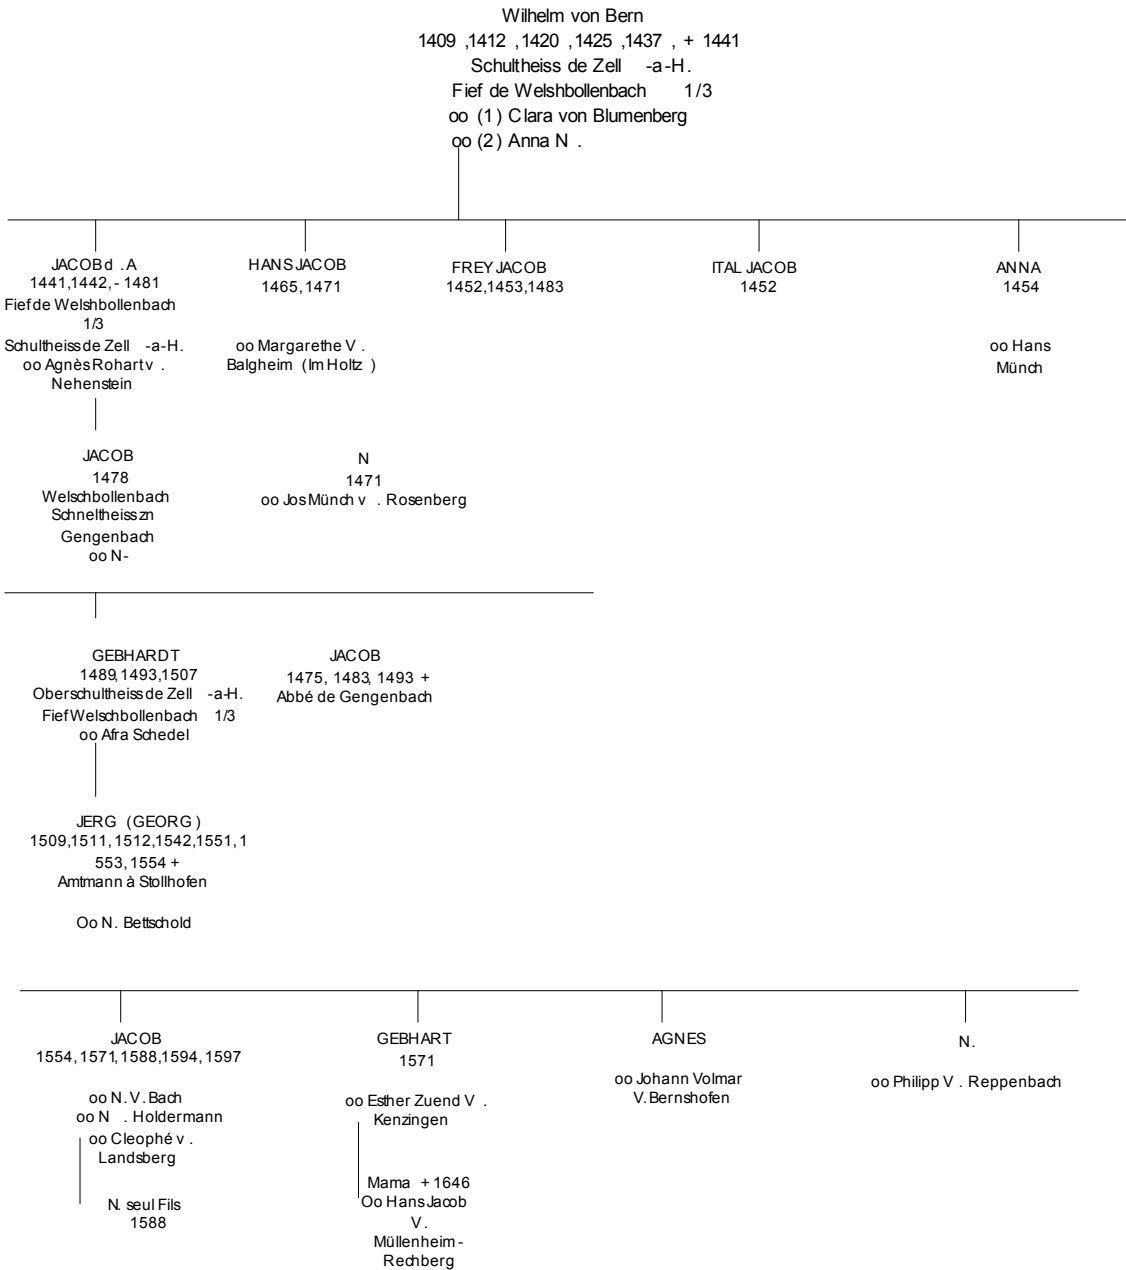 Wilhelm von Bern
1409 ,1412 ,1420 ,1425 ,1437 , + 1441
Schultheiss de Zell -a-H.
Fief de Welshbollenbach 1/3
oo (1) Clara von Blumenberg
oo (2) Anna N .
JACOB d .A
1441,1442,- 1481
Fief de Welshbollenbach
1/3
Schultheiss de Zell -a-H.
oo Agnès Rohart v .
Nehenstein
HANS JACOB
1465, 1471
oo Margarethe V .
Balgheim (Im Holtz )
FREY JACOB
1452,1453,1483
ITAL JACOB
1452
ANNA
1454
oo Hans
Münch
JACOB
1478
Welschbollenbach
Schneltheiss zn
Gengenbach
oo N-
N
1471
oo Jos Münch v . Rosenberg
GEBHARDT
1489,1493,1507
Oberschultheiss de Zell -a-H.
Fief Welschbollenbach 1/3
oo Afra Schedel
JACOB
1475, 1483, 1493 +
Abbé de Gengenbach
JERG (GEORG )
1509,1511, 1512,1542,1551, 1
553, 1554 +
Amtmann à Stollhofen
Oo N. Bettschold
JACOB
1554, 1571, 1588,1594, 1597
oo N. V. Bach
oo N . Holdermann
oo Cleophé v .
Landsberg
N. seul Fils
1588
GEBHART
1571
oo Esther Zuend V .
Kenzingen
Mama + 1646
Oo Hans Jacob
V.
Müllenheim -
Rechberg
AGNES
oo Johann Volmar
V. Bernshofen
N.
oo Philipp V . Reppenbach